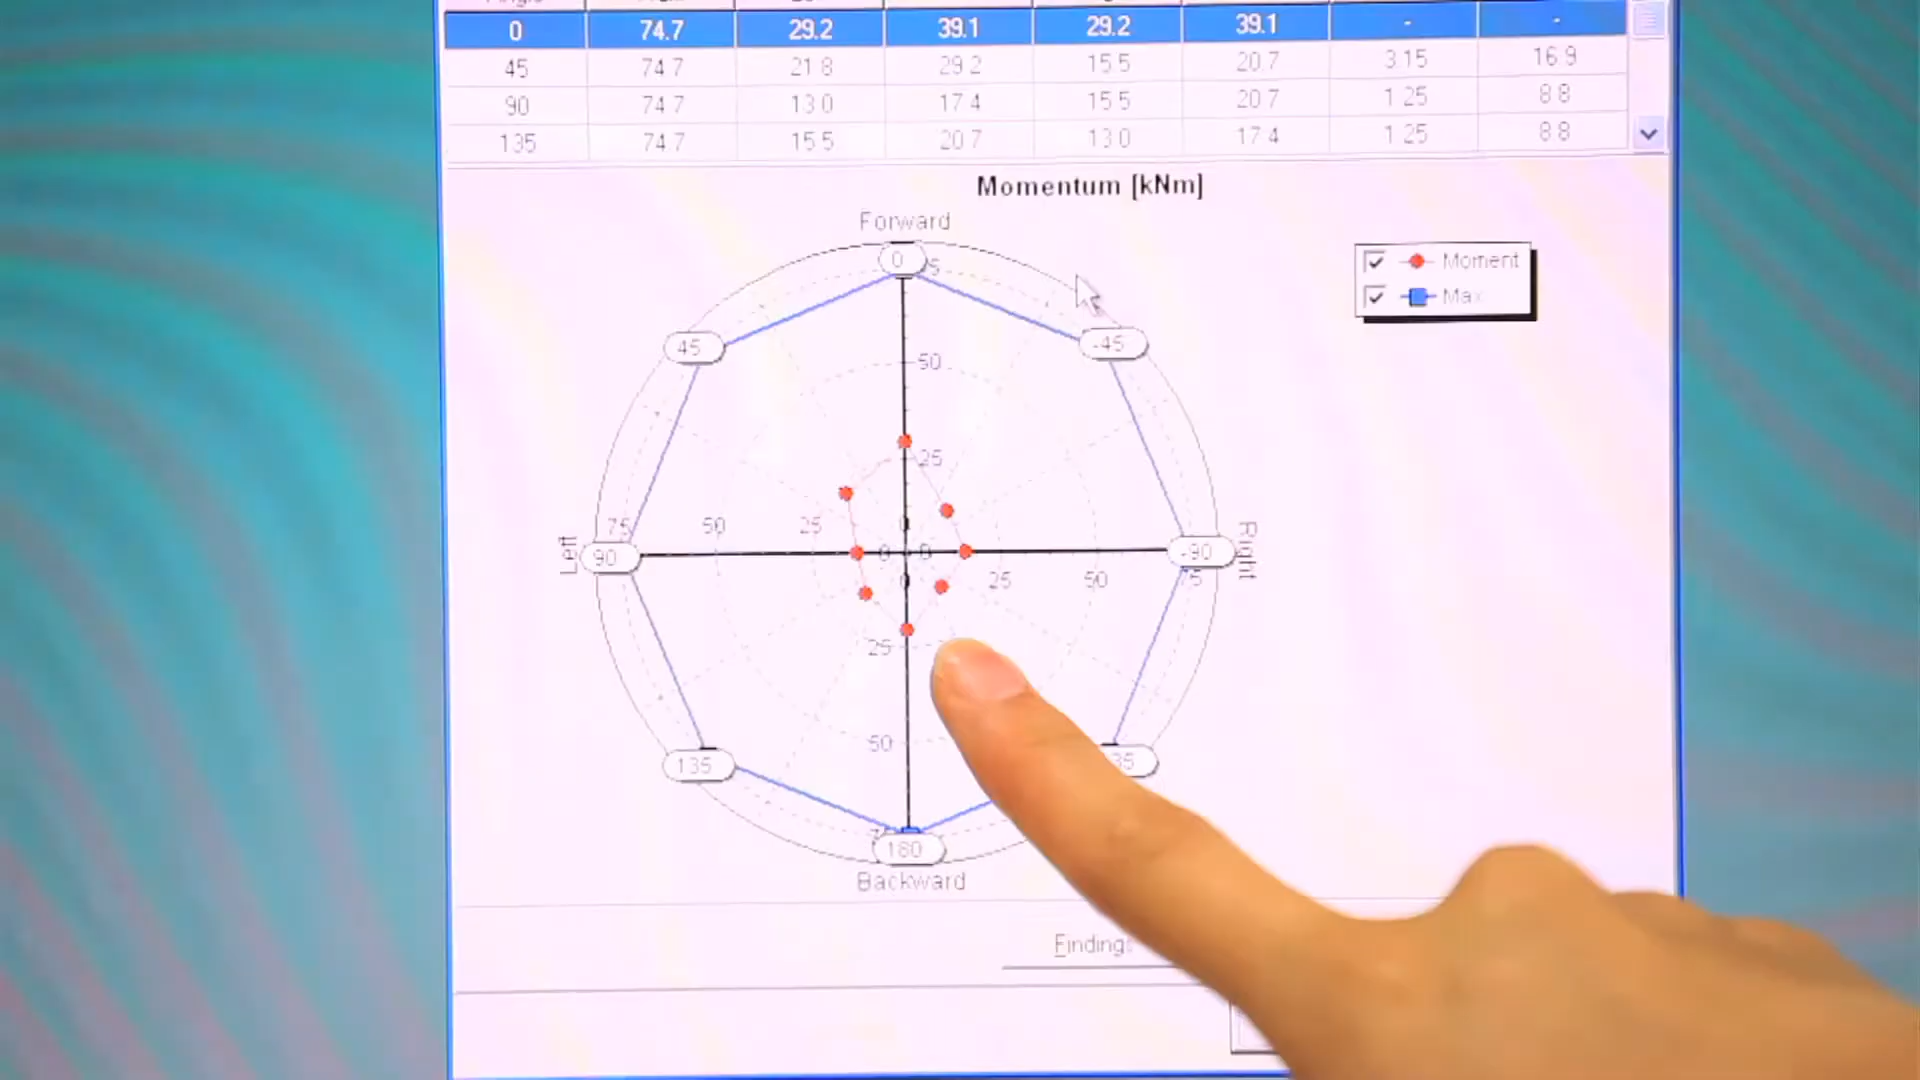 0 74.7 29.2 39.1 29.2 39.1 - -
45 74.7 21.8 29.2 15.5 20.7 3.15 16.9
90 74.7 13.0 17.4 15.5 20.7 1.25 8.8
135 74.7 15.5 20.7 13.0 17.4 1.25 8.8
Momentum [kNm]
Forward
0
Moment
Max
45
-45
50
25
75 50 25 0
Left
90
0 0
-90
Right
0
25 50
25
50
135
180
Backward
Findings